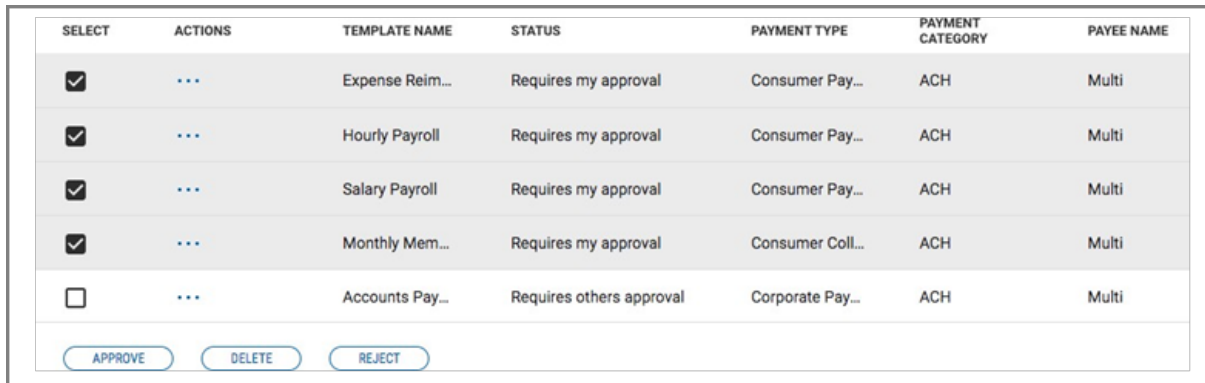 SELECT ACTIONS TEMPLATE NAME STATUS PAYMENT TYPE PAYMENT CATEGORY PAYEE NAME
Expense Reim... Requires my approval Consumer Pay... ACH Multi
Hourly Payroll Requires my approval Consumer Pay... ACH Multi
Salary Payroll Requires my approval Consumer Pay... ACH Multi
Monthly Mem... Requires my approval Consumer Coll... ACH Multi
Accounts Pay... Requires others approval Corporate Pay... ACH Multi
APPROVE DELETE REJECT